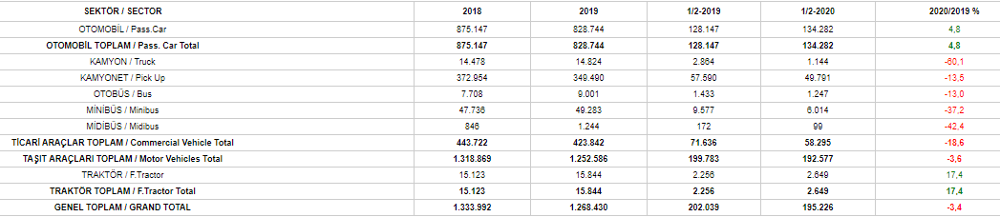 SEKTÖR / SECTOR 2018 2019 1/2-2019 1/2-2020 2020/2019 %
OTOMOBİL / Pass.Car 875.147 828.744 128.147 134.282 4,8
OTOMOBİL TOPLAM / Pass. Car Total 875.147 828.744 128.147 134.282 4,8
KAMYON / Truck 14.478 14.824 2.864 1.144 -60,1
KAMYONET / Pick Up 372.954 349.490 57.590 49.791 -13,5
OTOBÜS / Bus 7.708 9.001 1.433 1.247 -13,0
MİNİBÜS / Minibus 47.736 49.283 9.577 6.014 -37,2
MİDİBÜS / Midibus 846 1.244 172 99 -42,4
TİCARİ ARAÇLAR TOPLAM / Commercial Vehicle Total 443.722 423.842 71.636 58.295 -18,6
TAŞIT ARAÇLARI TOPLAM / Motor Vehicles Total 1.318.869 1.252.586 199.783 192.577 -3,6
TRAKTÖR / F.Tractor 15.123 15.844 2.256 2.649 17,4
TRAKTÖR TOPLAM / F.Tractor Total 15.123 15.844 2.256 2.649 17,4
GENEL TOPLAM / GRAND TOTAL 1.333.992 1.268.430 202.039 195.226 -3,4